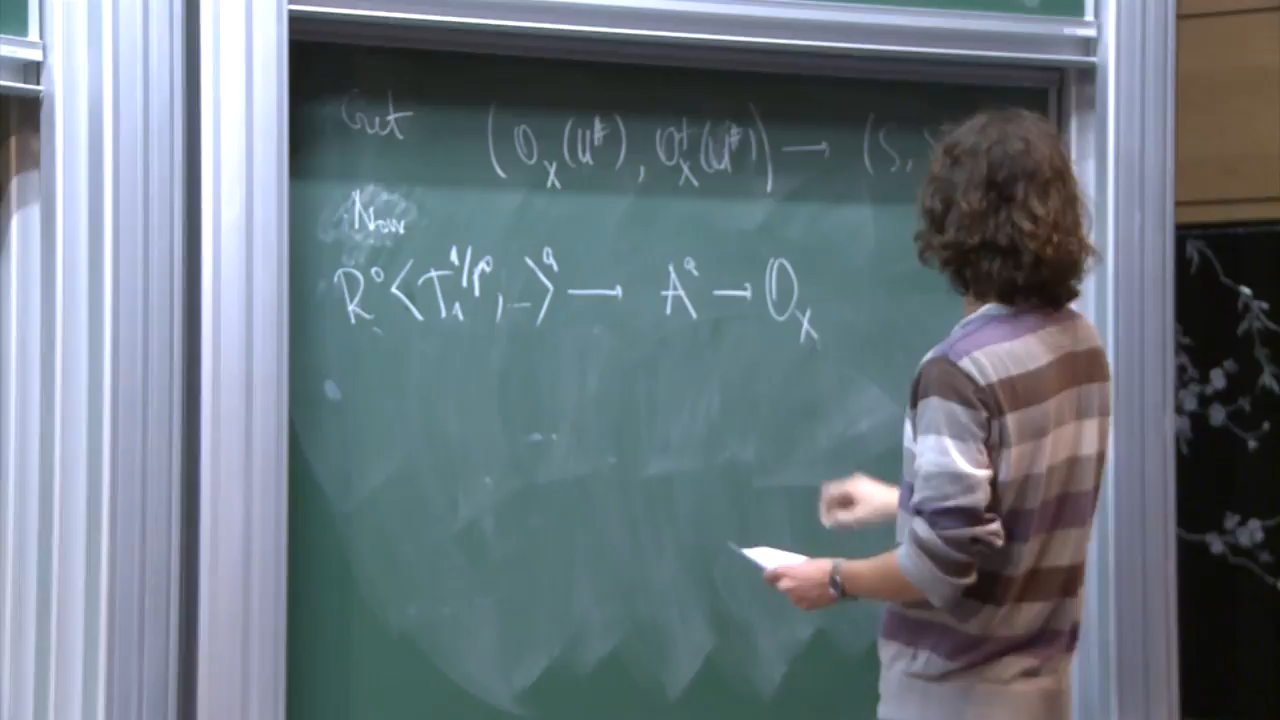 Get (O_X(U^#), O_X^+(U^#)) → (S,
Now
R°⟨T_1^{1/p}, …⟩^a → A^a → O_X